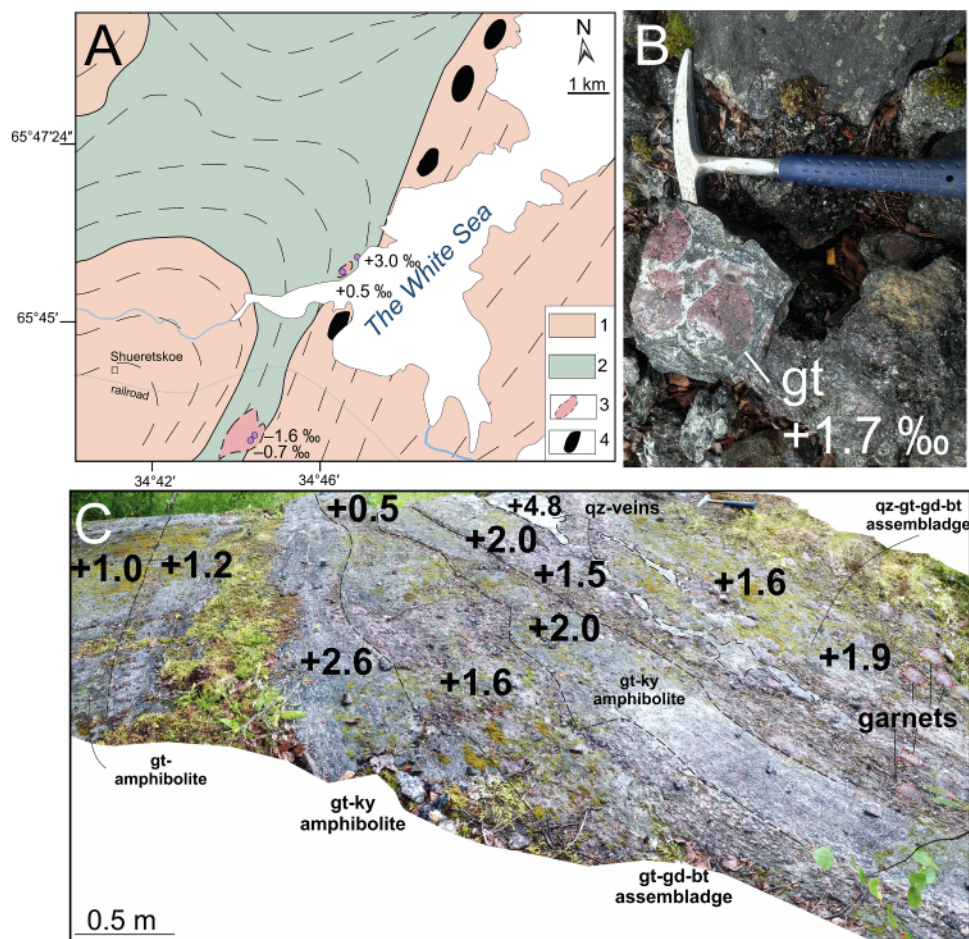 A
N
1 km
65°47'24"
+3.0 ‰
+0.5 ‰
The White Sea
65°45'
Shueretskoe
railroad
1
2
3
4
–1.6 ‰
–0.7 ‰
34°42'
34°46'
B
gt
+1.7 ‰
C
+0.5
+4.8
qz-veins
qz-gt-gd-bt
assembladge
+1.0
+1.2
+2.0
+1.5
+1.6
+2.0
+2.6
+1.6
+1.9
gt-ky
amphibolite
garnets
gt-
amphibolite
gt-ky
amphibolite
gt-gd-bt
assembladge
0.5 m